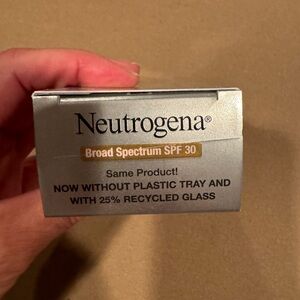 Neutrogena®
Broad Spectrum SPF 30
Same Product!
NOW WITHOUT PLASTIC TRAY AND
WITH 25% RECYCLED GLASS